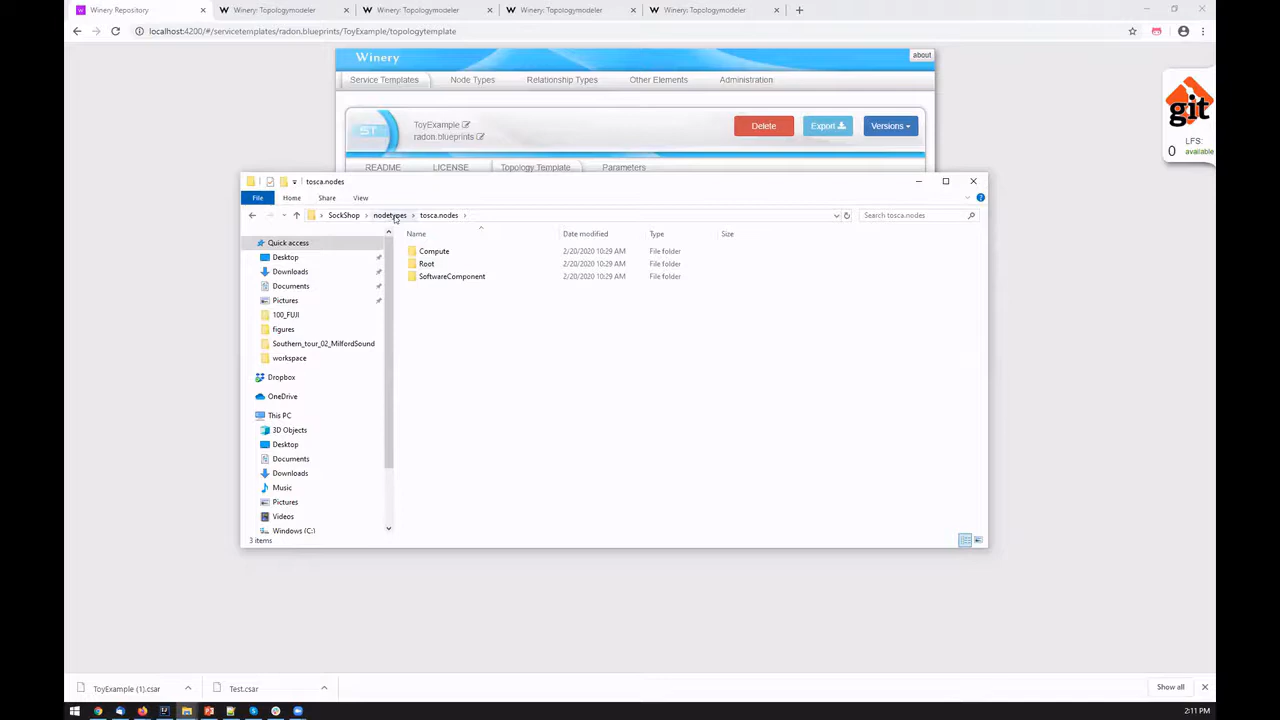 Winery Repository
Winery: Topologymodeler
Winery: Topologymodeler
Winery: Topologymodeler
Winery: Topologymodeler
localhost:4200/#/servicetemplates/radon.blueprints/ToyExample/topologytemplate
Winery
about
Service Templates
Node Types
Relationship Types
Other Elements
Administration
ST
ToyExample
radon.blueprints
Delete
Export
Versions
README
LICENSE
Topology Template
Parameters
git
0
LFS:
available
tosca.nodes
File
Home
Share
View
SockShop
nodetypes
tosca.nodes
Search tosca.nodes
Name
Date modified
Type
Size
Compute
2/20/2020 10:29 AM
File folder
Root
2/20/2020 10:29 AM
File folder
SoftwareComponent
2/20/2020 10:29 AM
File folder
Quick access
Desktop
Downloads
Documents
Pictures
100_FUJI
figures
Southern_tour_02_MilfordSound
workspace
Dropbox
OneDrive
This PC
3D Objects
Desktop
Documents
Downloads
Music
Pictures
Videos
Windows (C:)
3 items
ToyExample (1).csar
Test.csar
Show all
2:11 PM